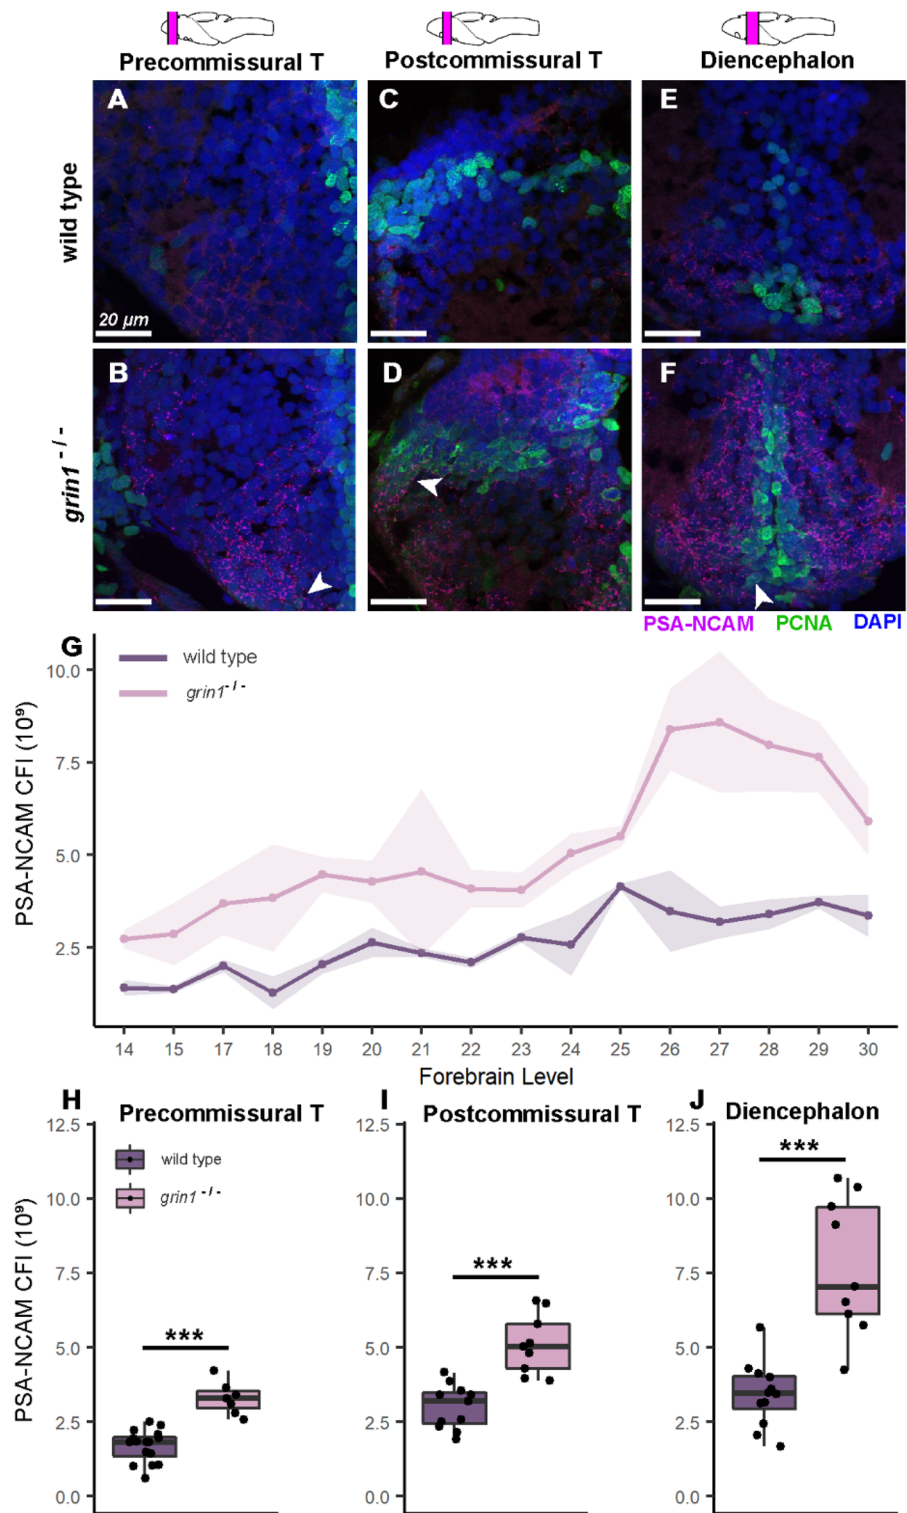 Precommissural T Postcommissural T Diencephalon
wild type
A C E
20 µm
grin1 -/-
B D F
PSA-NCAM PCNA DAPI
G
wild type
grin1 -/-
PSA-NCAM CFI (10⁹)
10.0
7.5
5.0
2.5
14 15 17 18 19 20 21 22 23 24 25 26 27 28 29 30
Forebrain Level
H Precommissural T
wild type
grin1 -/-
PSA-NCAM CFI (10⁹)
12.5
10.0
7.5
5.0
2.5
0.0
***
I Postcommissural T
12.5
10.0
7.5
5.0
2.5
0.0
***
J Diencephalon
12.5
10.0
7.5
5.0
2.5
0.0
***